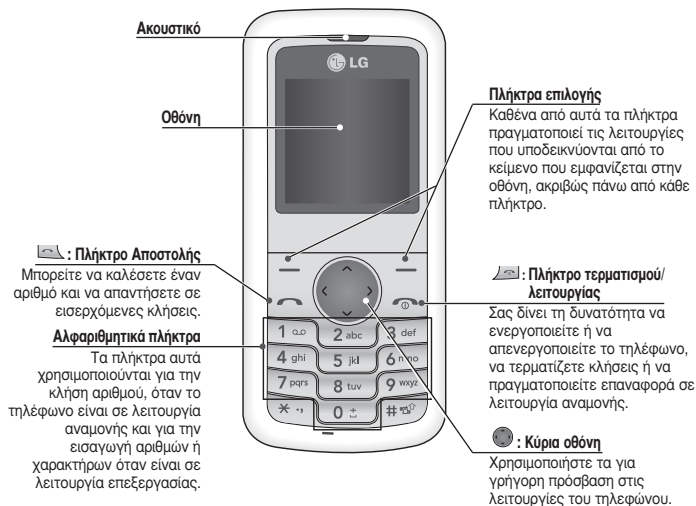 Ακουστικό
LG
Πλήκτρα επιλογής
Καθένα από αυτά τα πλήκτρα
πραγματοποιεί τις λειτουργίες
που υποδεικνύονται από το
κείμενο που εμφανίζεται στην
οθόνη, ακριβώς πάνω από κάθε
πλήκτρο.
Οθόνη
: Πλήκτρο Αποστολής
Μπορείτε να καλέσετε έναν
αριθμό και να απαντήσετε σε
εισερχόμενες κλήσεις.
Αλφαριθμητικά πλήκτρα
Τα πλήκτρα αυτά
χρησιμοποιούνται για την
κλήση αριθμού, όταν το
τηλέφωνο είναι σε λειτουργία
αναμονής και για την
εισαγωγή αριθμών ή
χαρακτήρων όταν είναι σε
λειτουργία επεξεργασίας.
: Πλήκτρο τερματισμού/
λειτουργίας
Σας δίνει τη δυνατότητα να
ενεργοποιείτε ή να
απενεργοποιείτε το τηλέφωνο,
να τερματίζετε κλήσεις ή να
πραγματοποιείτε επαναφορά σε
λειτουργία αναμονής.
: Κύρια οθόνη
Χρησιμοποιήστε τα για
γρήγορη πρόσβαση στις
λειτουργίες του τηλεφώνου.
1 2 abc 3 def
4 ghi 5 jkl 6 mno
7 pqrs 8 tuv 9 wxyz
* 0 #